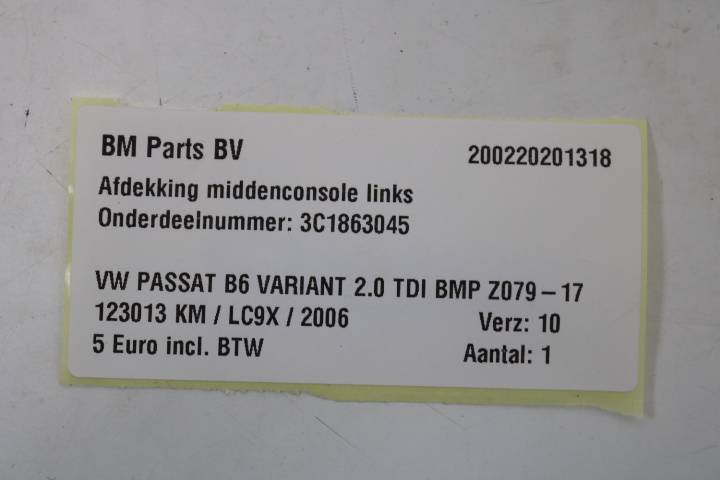 BM Parts BV 200220201318
Afdekking middenconsole links
Onderdeelnummer: 3C1863045
VW PASSAT B6 VARIANT 2.0 TDI BMP Z079-17
123013 KM / LC9X / 2006 Verz: 10
5 Euro incl. BTW Aantal: 1